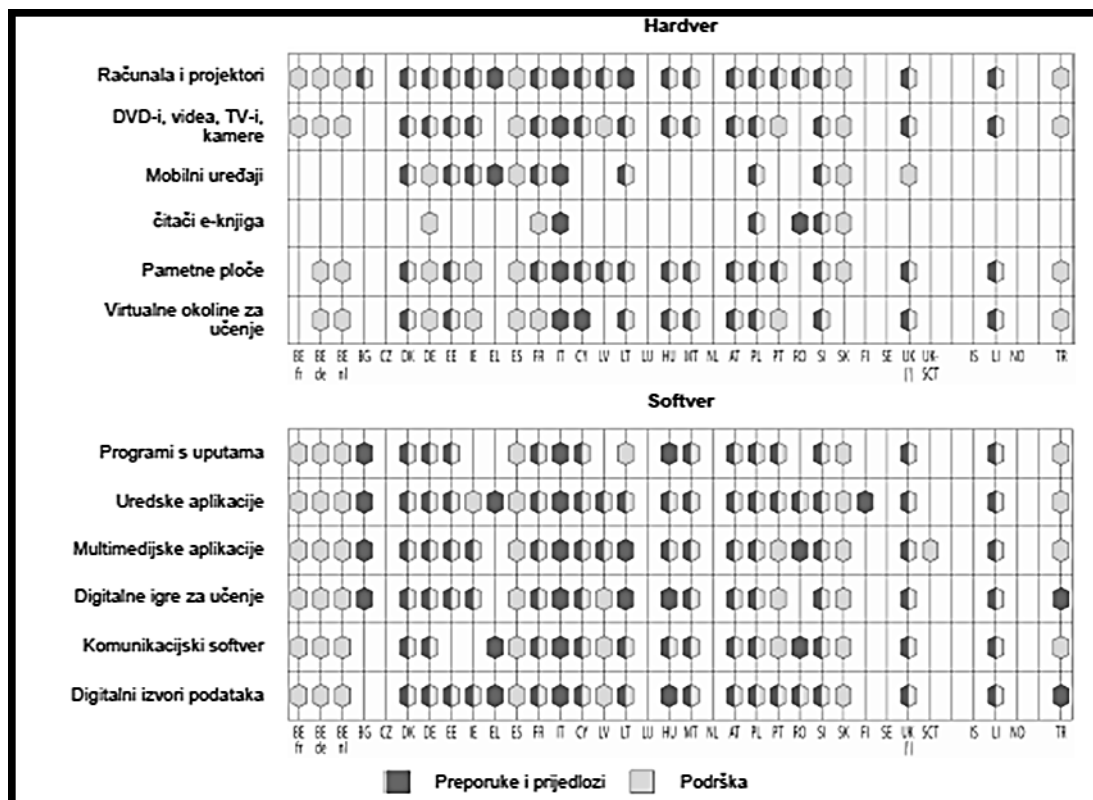 Hardver
Računala i projektori
DVD-i, videa, TV-i,
kamere
Mobilni uređaji
čitači e-knjiga
Pametne ploče
Virtualne okoline za
učenje
BE fr BE de BE nl BG CZ DK DE EE IE EL ES FR IT CY LV LT LU HU MT NL AT PL PT RO SI SK FI SE UK (1) UK-SCT IS LI NO TR
Softver
Programi s uputama
Uredske aplikacije
Multimedijske aplikacije
Digitalne igre za učenje
Komunikacijski softver
Digitalni izvori podataka
BE fr BE de BE nl BG CZ DK DE EE IE EL ES FR IT CY LV LT LU HU MT NL AT PL PT RO SI SK FI SE UK (1) SCT IS LI NO TR
Preporuke i prijedlozi Podrška